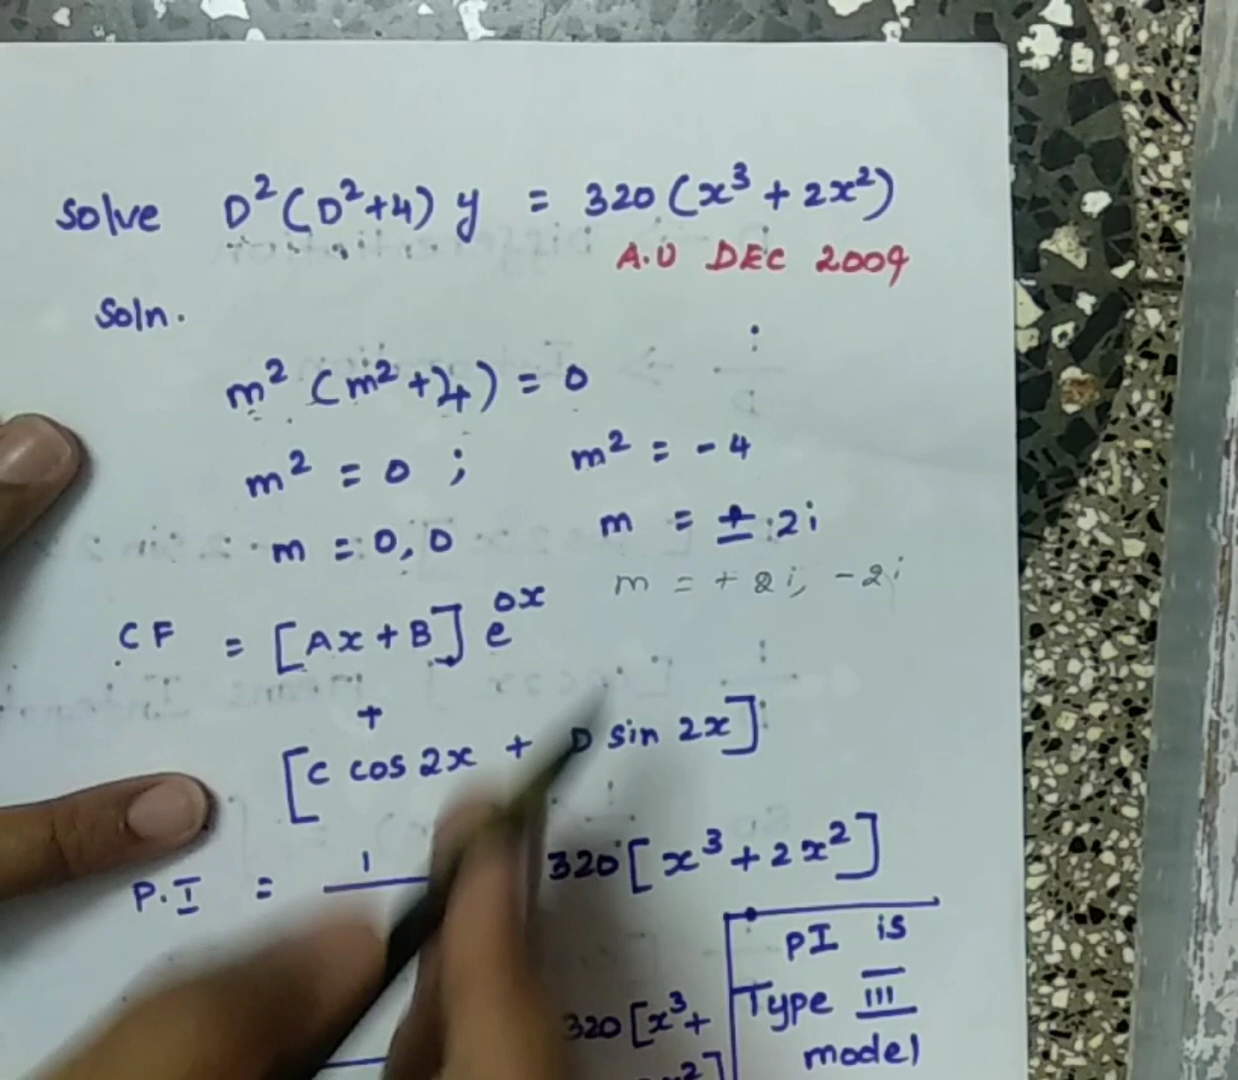 Solve D²(D²+4) y = 320 (x³ + 2x²)
A.U DEC 2009
Soln.
m² (m²+4) = 0
m² = 0 ; m² = -4
m = 0, 0 m = ± 2i
m = + 2i, -2i
CF = [Ax + B] e⁰ˣ
+
[C cos 2x + D sin 2x]
P.I = 1 320 [x³ + 2x²]
PI is
320 [x³+ Type III
x²] model